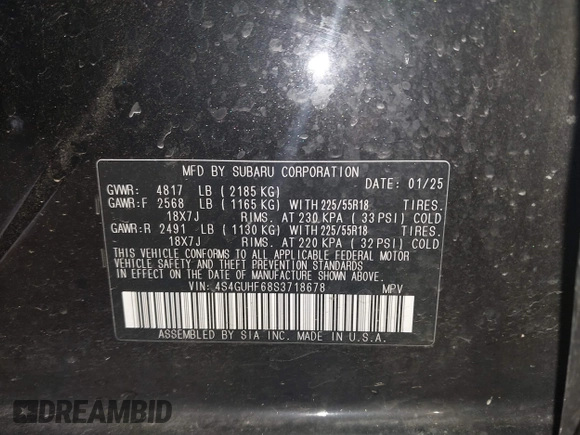 MFD BY SUBARU CORPORATION
GVWR: 4817 LB ( 2185 KG) DATE: 01/25
GAWR:F 2568 LB ( 1165 KG) WITH 225/55R18 TIRES.
18X7J RIMS. AT 230 KPA ( 33 PSI) COLD
GAWR:R 2491 LB ( 1130 KG) WITH 225/55R18 TIRES.
18X7J RIMS. AT 220 KPA ( 32 PSI) COLD
THIS VEHICLE CONFORMS TO ALL APPLICABLE FEDERAL MOTOR
VEHICLE SAFETY AND THEFT PREVENTION STANDARDS
IN EFFECT ON THE DATE OF MANUFACTURE SHOWN ABOVE.
VIN: 4S4GUHF68S3718678 MPV
ASSEMBLED BY SIA INC. MADE IN U.S.A.
DREAMBID